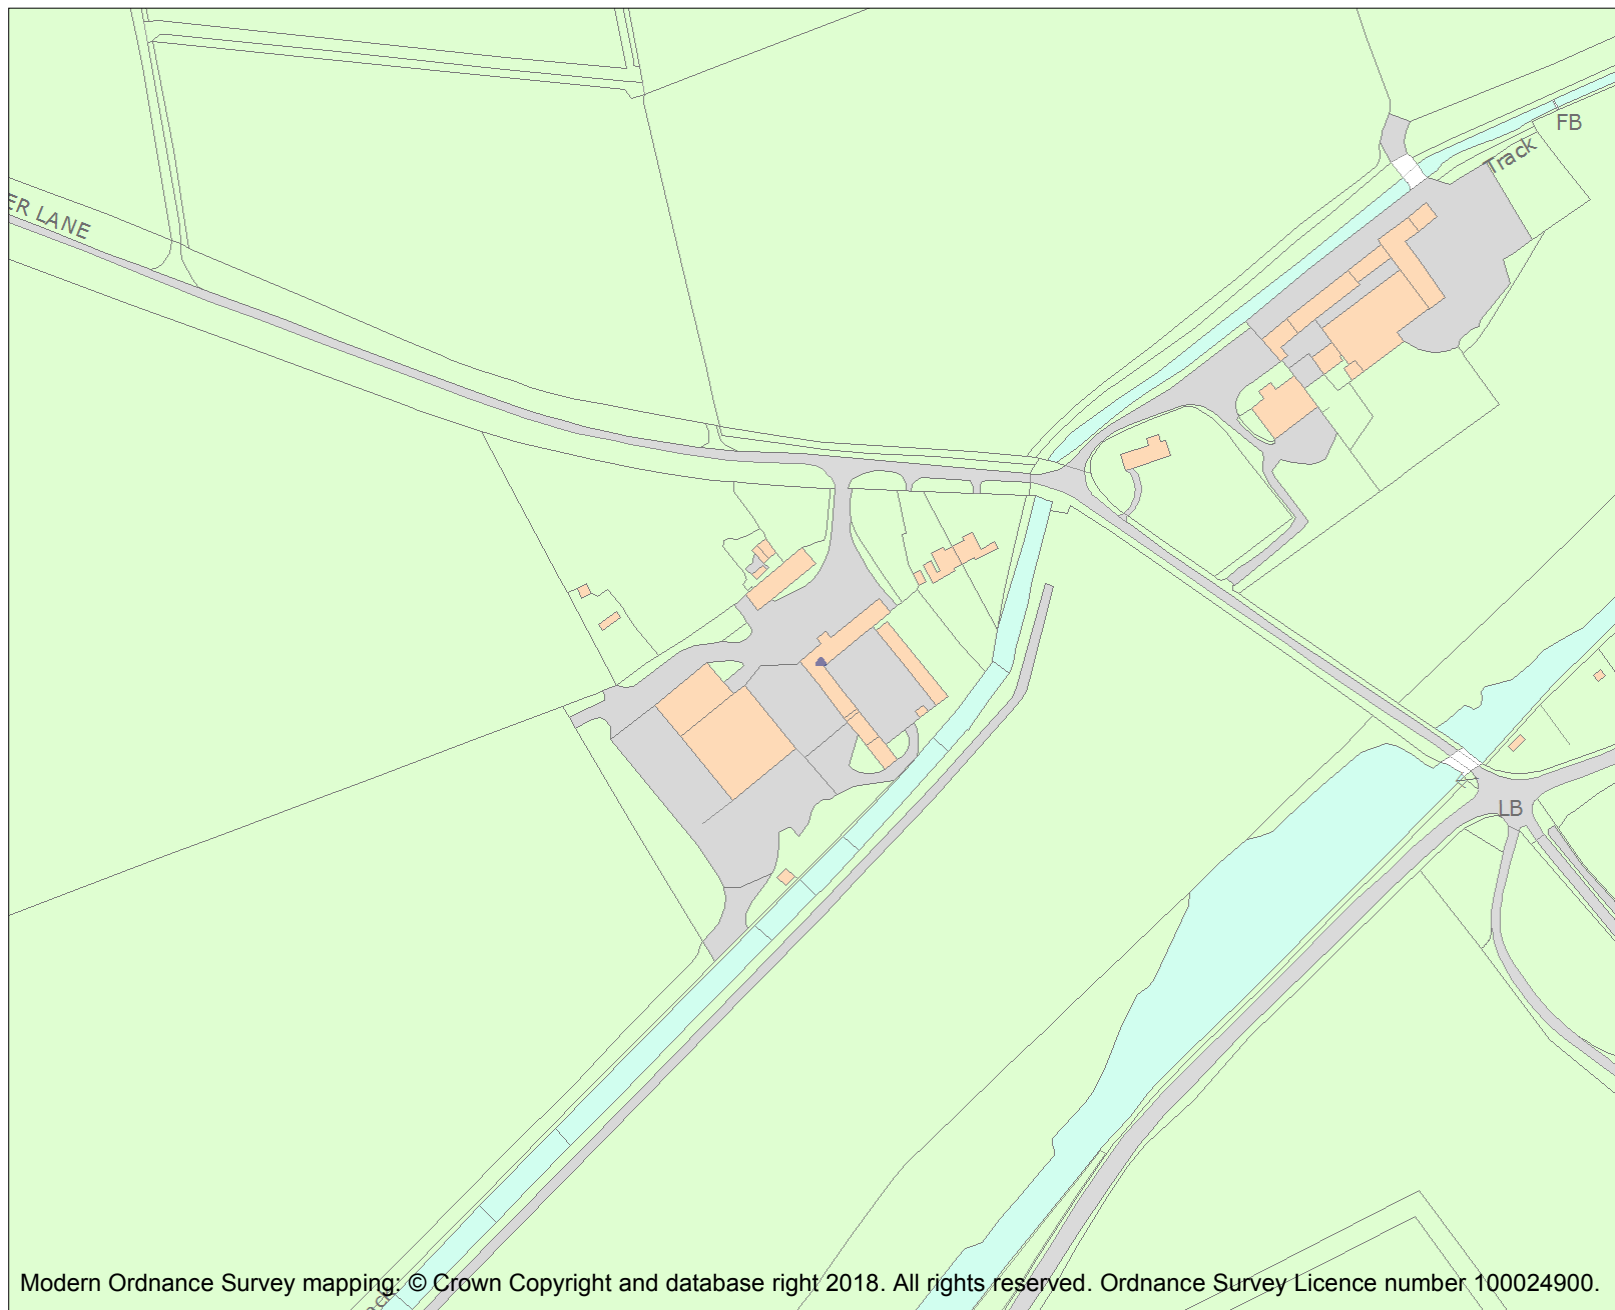 FB
Track
ER LANE
LB
Modern Ordnance Survey mapping: © Crown Copyright and database right 2018. All rights reserved. Ordnance Survey Licence number 100024900.